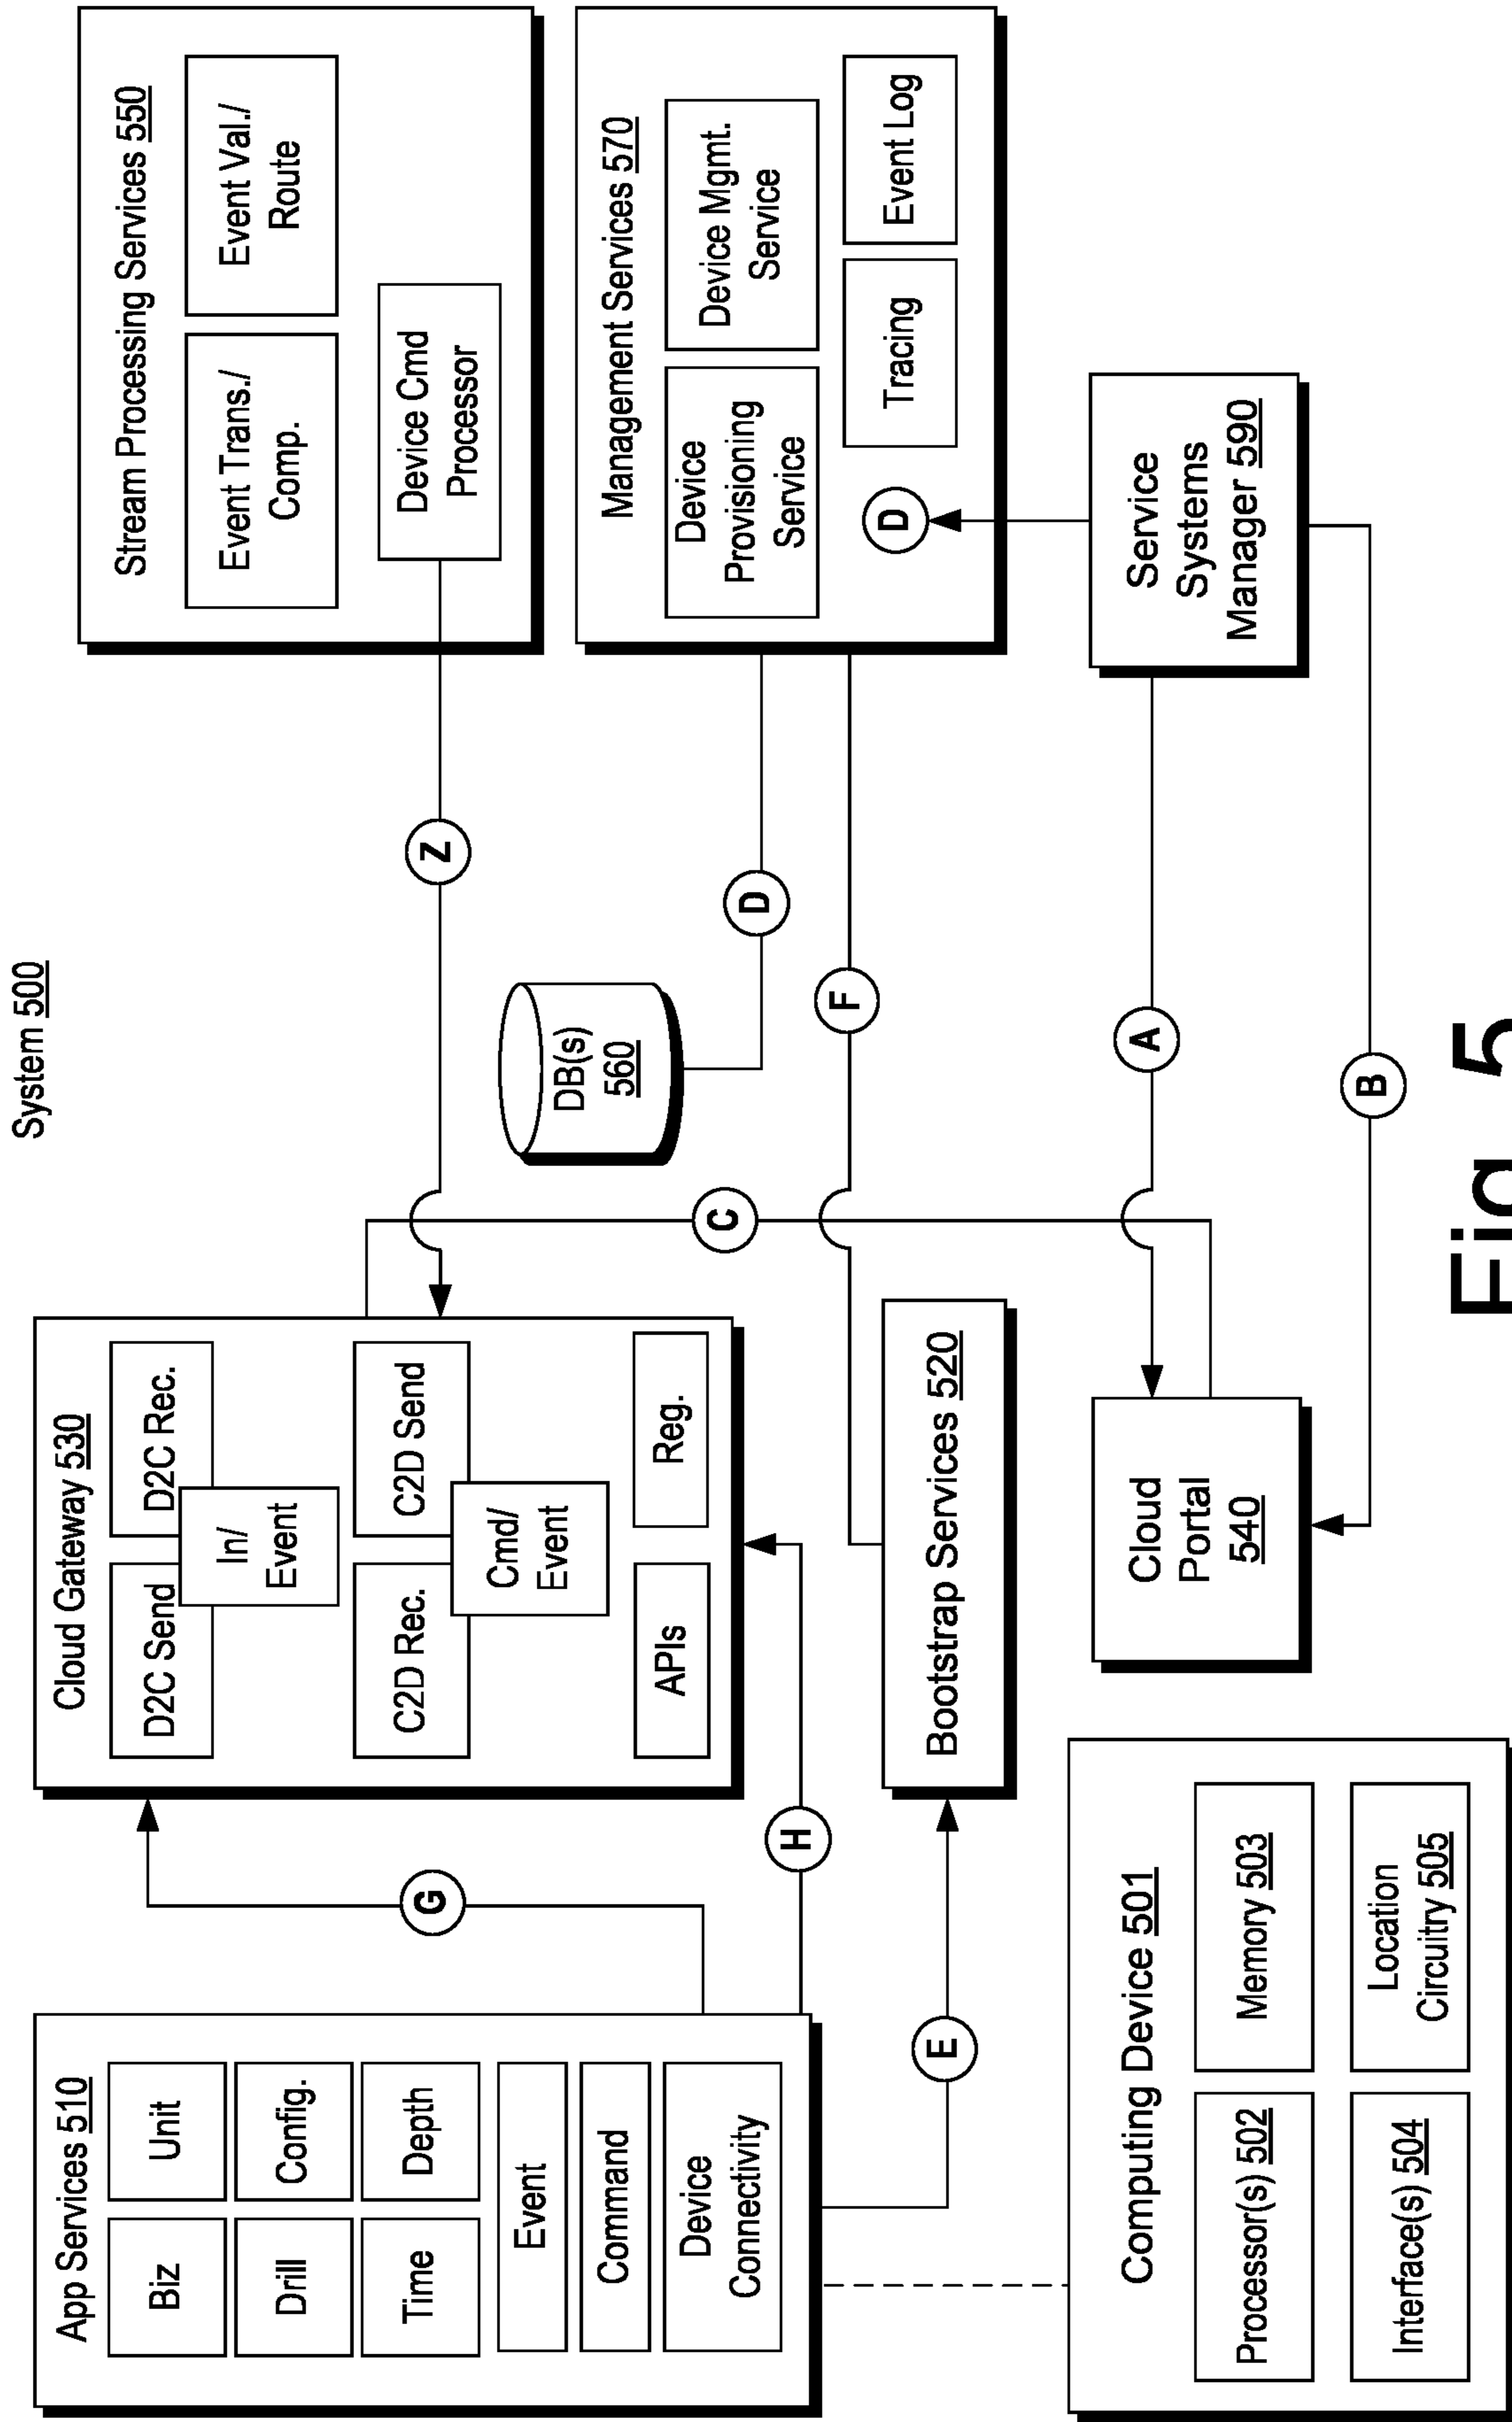 System 500
App Services 510
Biz
Unit
Drill
Config.
Time
Depth
Event
Command
Device
Connectivity
G
H
E
Computing Device 501
Processor(s) 502
Memory 503
Interface(s) 504
Location
Circuitry 505
Cloud Gateway 530
D2C Send
D2C Rec.
In/
Event
C2D Rec.
C2D Send
Cmd/
Event
APIs
Reg.
Bootstrap Services 520
Cloud
Portal
540
C
DB(s)
560
Z
D
F
A
B
Stream Processing Services 550
Event Trans./
Comp.
Event Val./
Route
Device Cmd
Processor
Management Services 570
Device
Provisioning
Service
Device Mgmt.
Service
D
Tracing
Event Log
Service
Systems
Manager 590
Fig. 5